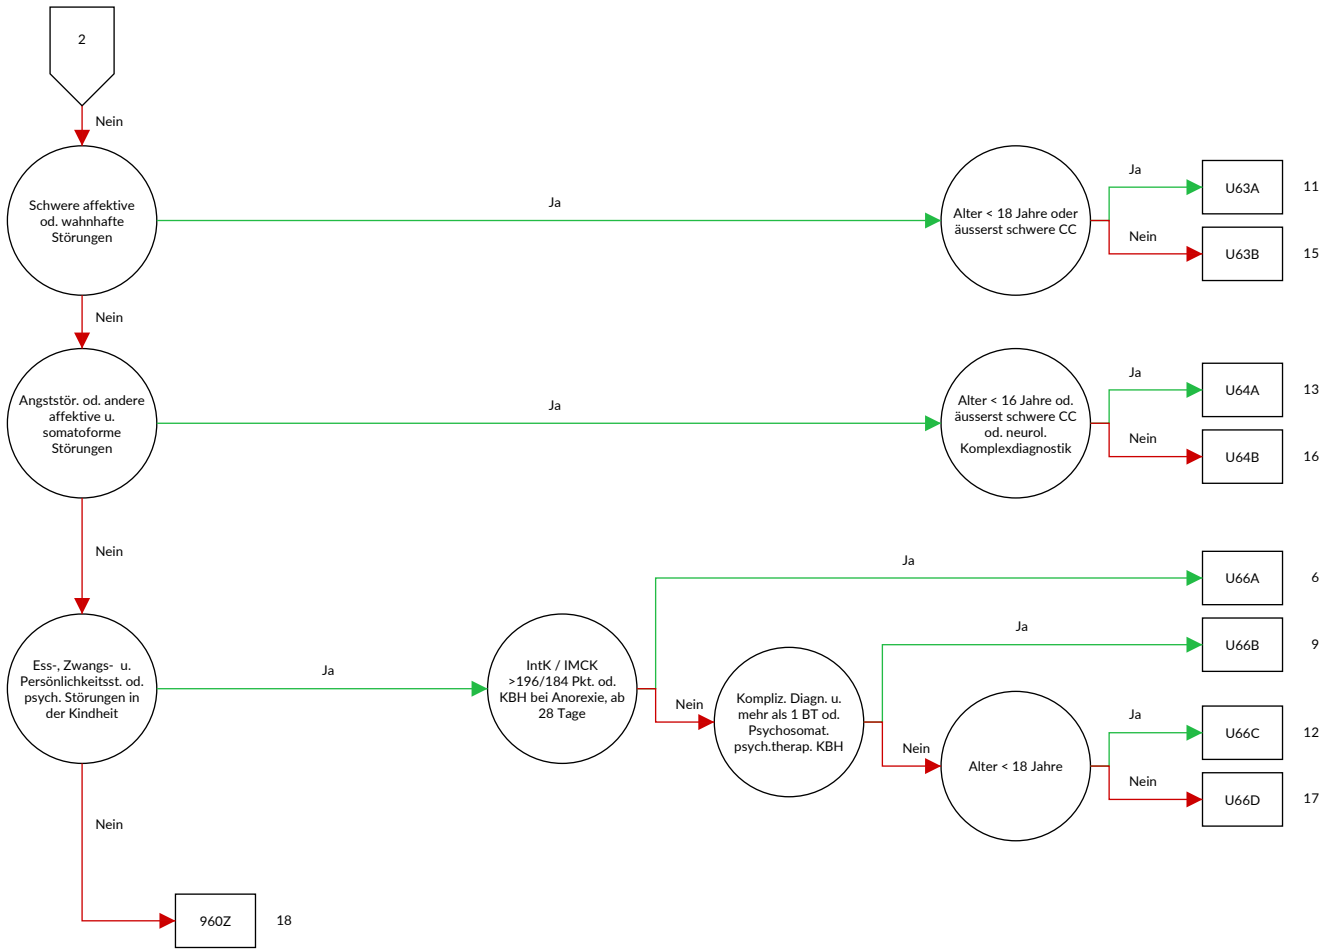 2
Nein
Schwere affektive
od. wahnhafte
Störungen
Ja
Alter < 18 Jahre oder
äusserst schwere CC
Ja
U63A
11
Nein
U63B
15
Nein
Angststör. od. andere
affektive u.
somatoforme
Störungen
Ja
Alter < 16 Jahre od.
äusserst schwere CC
od. neurol.
Komplexdiagnostik
Ja
U64A
13
Nein
U64B
16
Nein
Ess-, Zwangs- u.
Persönlichkeitsst. od.
psych. Störungen in
der Kindheit
Ja
IntK / IMCK
>196/184 Pkt. od.
KBH bei Anorexie, ab
28 Tage
Ja
U66A
6
Nein
Kompliz. Diagn. u.
mehr als 1 BT od.
Psychosomat.
psych.therap. KBH
Ja
U66B
9
Nein
Alter < 18 Jahre
Ja
U66C
12
Nein
U66D
17
Nein
960Z
18